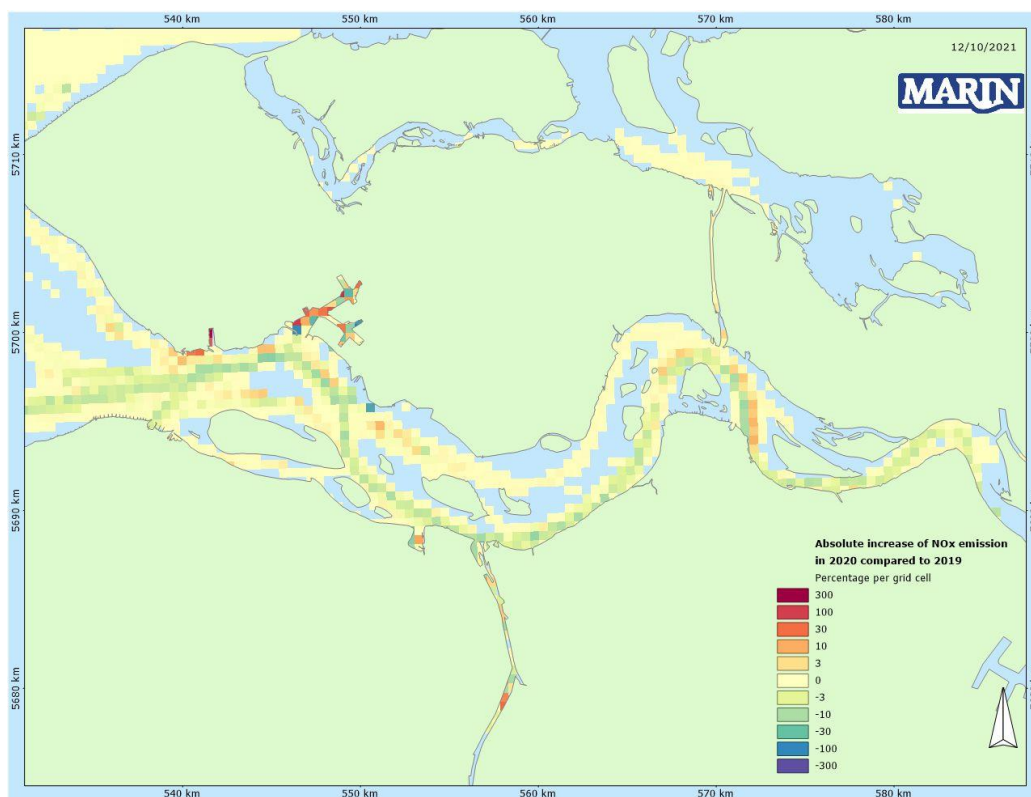 540 km 550 km 560 km 570 km 580 km
12/10/2021
MARIN
5710 km
5700 km
5690 km
5680 km
Absolute increase of NOx emission
in 2020 compared to 2019
Percentage per grid cell
300
100
30
10
3
0
-3
-10
-30
-100
-300
540 km 550 km 560 km 570 km 580 km